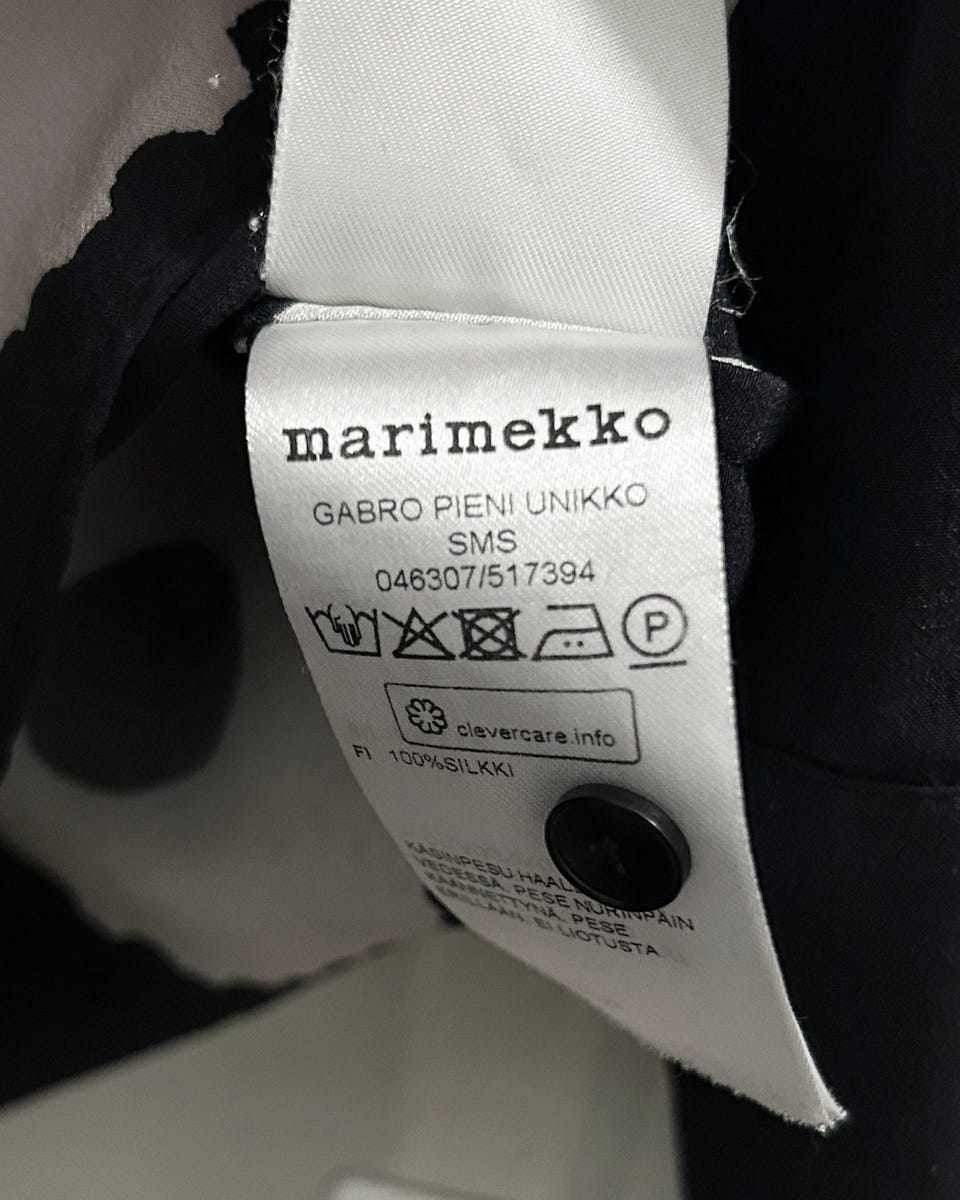 marimekko
GABRO PIENI UNIKKO
SMS
046307/517394
P
clevercare.info
FI 100%SILKKI
KÄSINPESU
VEDESSÄ. PESE NURINPÄIN
KÄÄNNETTYNÄ. PESE
ERILLÄÄN. EI LIOTUSTA